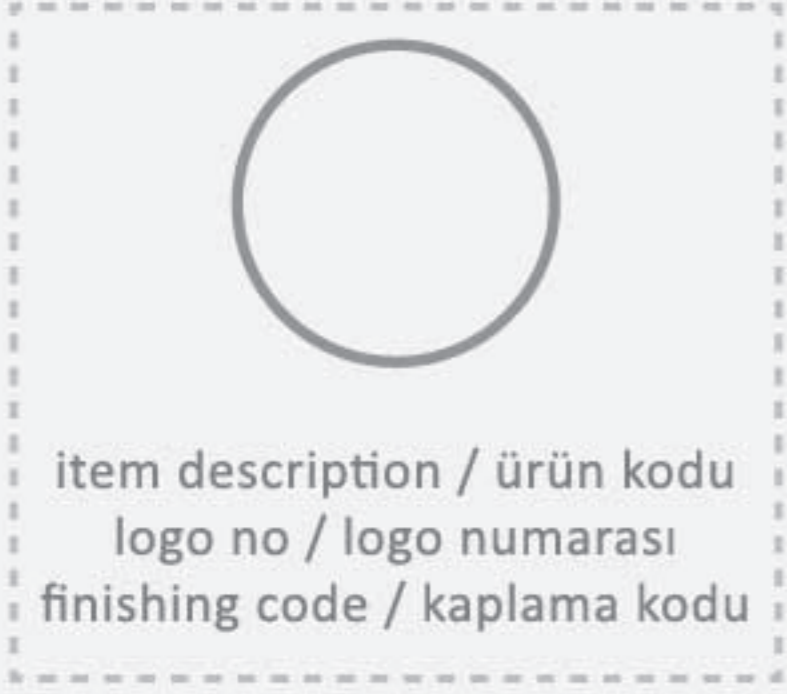 item description / ürün kodu
logo no / logo numarası
finishing code / kaplama kodu